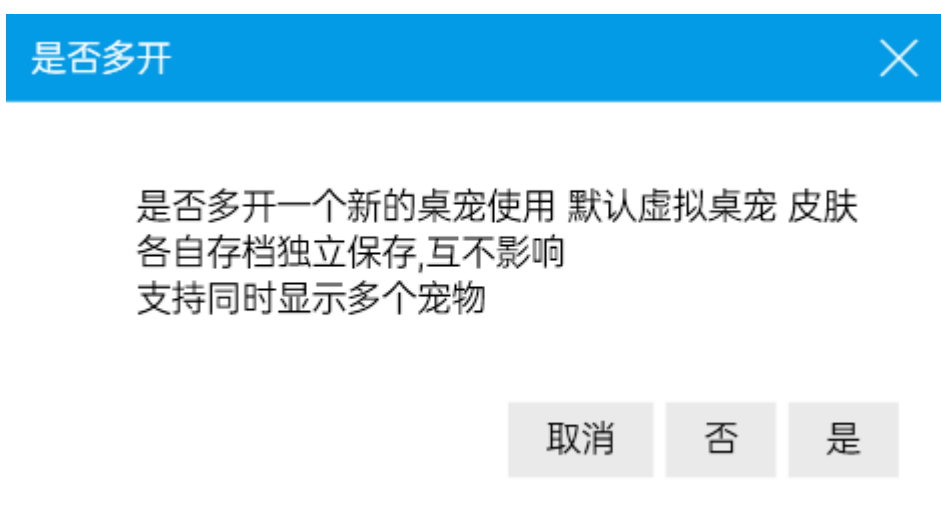 是否多开
是否多开一个新的桌宠使用 默认虚拟桌宠 皮肤
各自存档独立保存,互不影响
支持同时显示多个宠物
取消 否 是